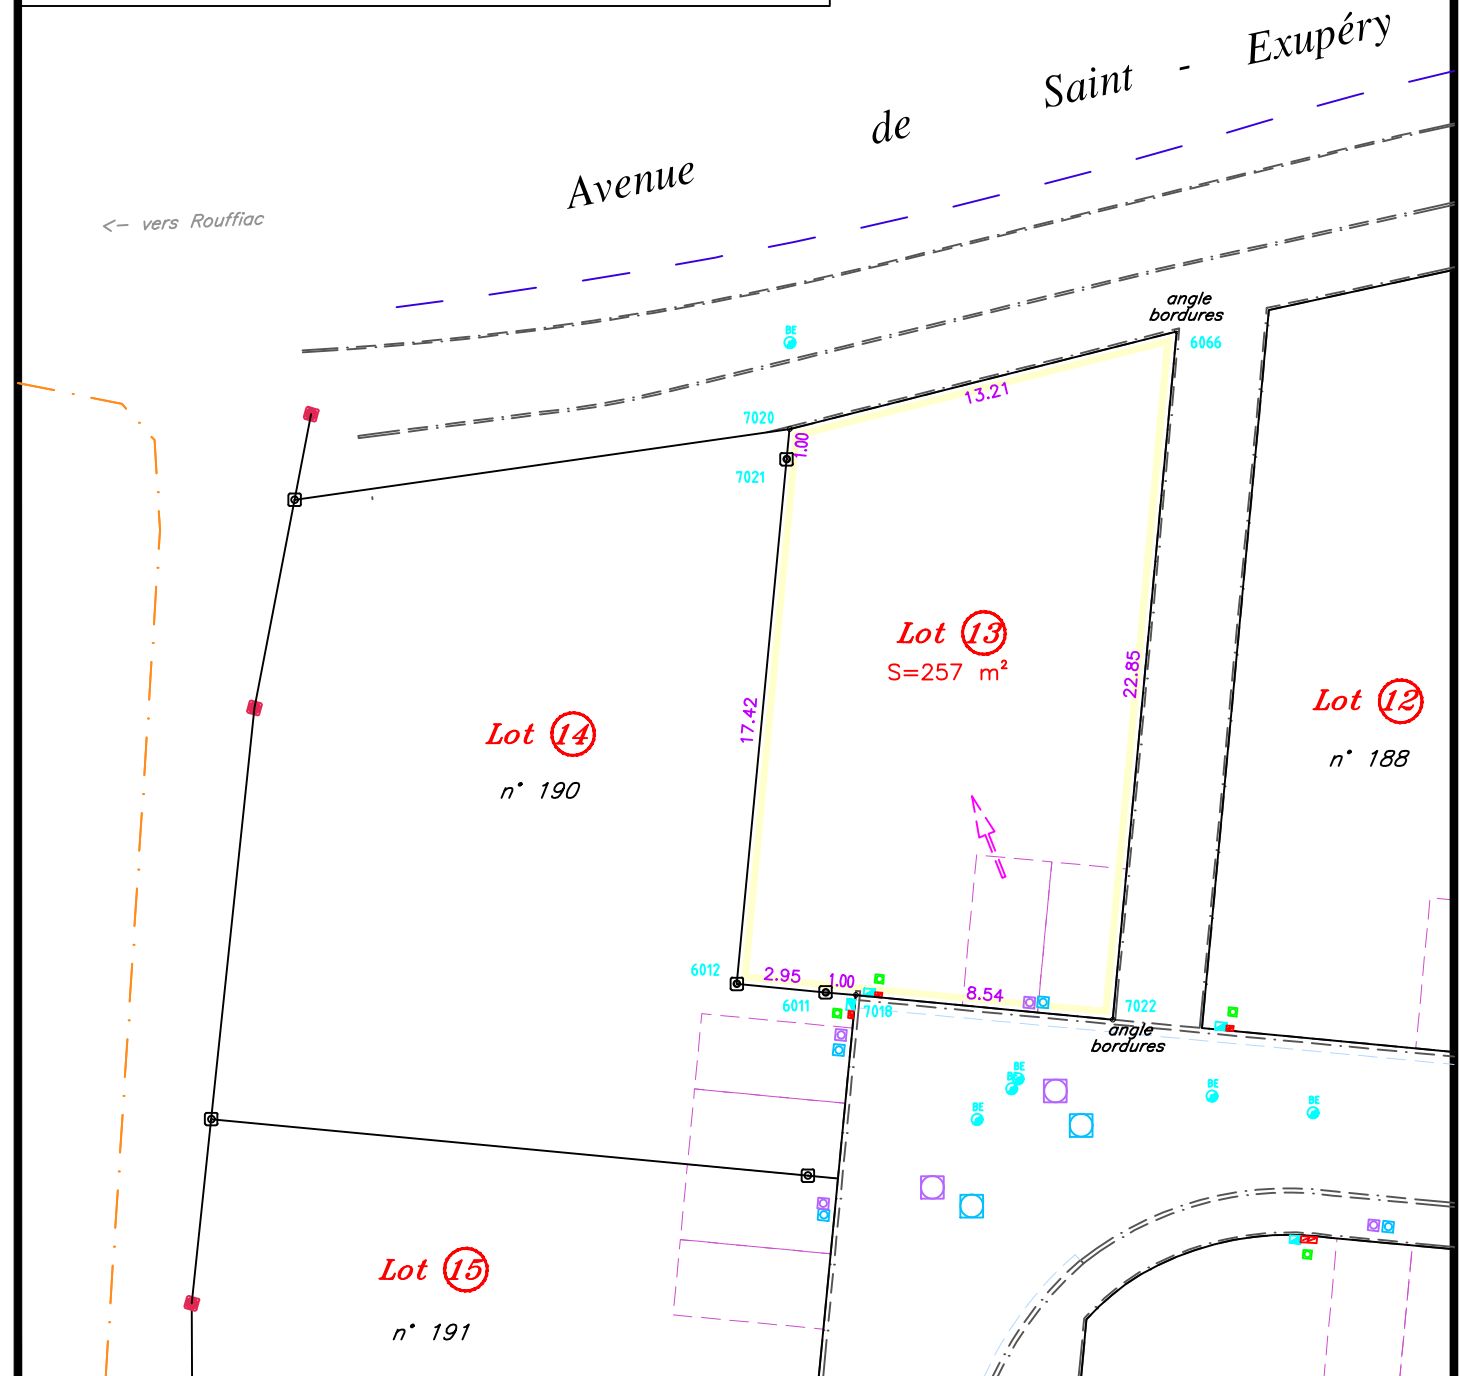 Avenue de Saint - Exupéry
<- vers Rouffiac
angle
bordures
BE
6066
13.21
7020
1.00
7021
Lot 13
S=257 m²
22.85
17.42
Lot 12
n° 188
Lot 14
n° 190
6012
2.95
1.00
8.54
6011
7018
7022
angle
bordures
BE
BE
BE
BE
BE
Lot 15
n° 191